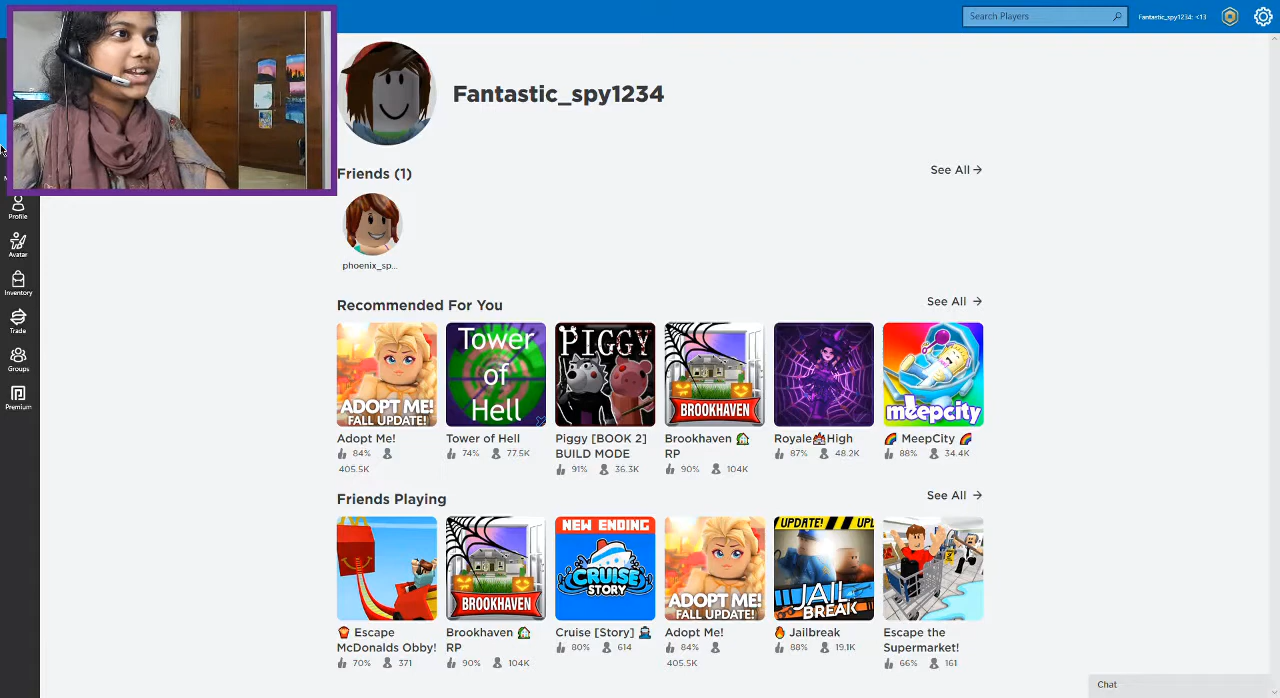 Search Players
Fantastic_spy1234: <13
Fantastic_spy1234
Friends (1)
See All →
phoenix_sp...
Profile
Avatar
Inventory
Trade
Groups
Premium
Recommended For You
See All →
ADOPT ME!
FALL UPDATE!
Tower
of
Hell
PIGGY
BROOKHAVEN
meepcity
Adopt Me!
84%
405.5K
Tower of Hell
74% 77.5K
Piggy [BOOK 2]
BUILD MODE
91% 36.3K
Brookhaven 🏡
RP
90% 104K
Royale🏰High
87% 48.2K
🌈 MeepCity 🌈
88% 34.4K
Friends Playing
See All →
BROOKHAVEN
NEW ENDING
CRUISE
STORY
ADOPT ME!
FALL UPDATE!
UPDATE! UPD
JAIL
BREAK
🍟 Escape
McDonalds Obby!
70% 371
Brookhaven 🏡
RP
90% 104K
Cruise [Story] 🚢
80% 614
Adopt Me!
84%
405.5K
🔥 Jailbreak
88% 19.1K
Escape the
Supermarket!
66% 161
Chat